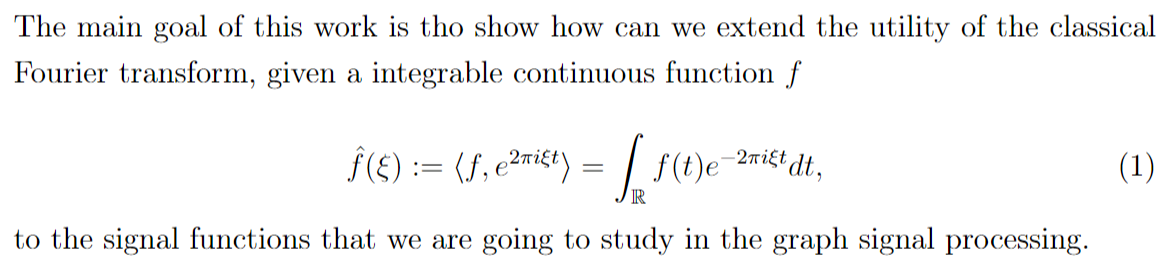 The main goal of this work is tho show how can we extend the utility of the classical
Fourier transform, given a integrable continuous function f
f̂(ξ) := ⟨f, e^{2πiξt}⟩ = ∫_ℝ f(t)e^{−2πiξt}dt, (1)
to the signal functions that we are going to study in the graph signal processing.